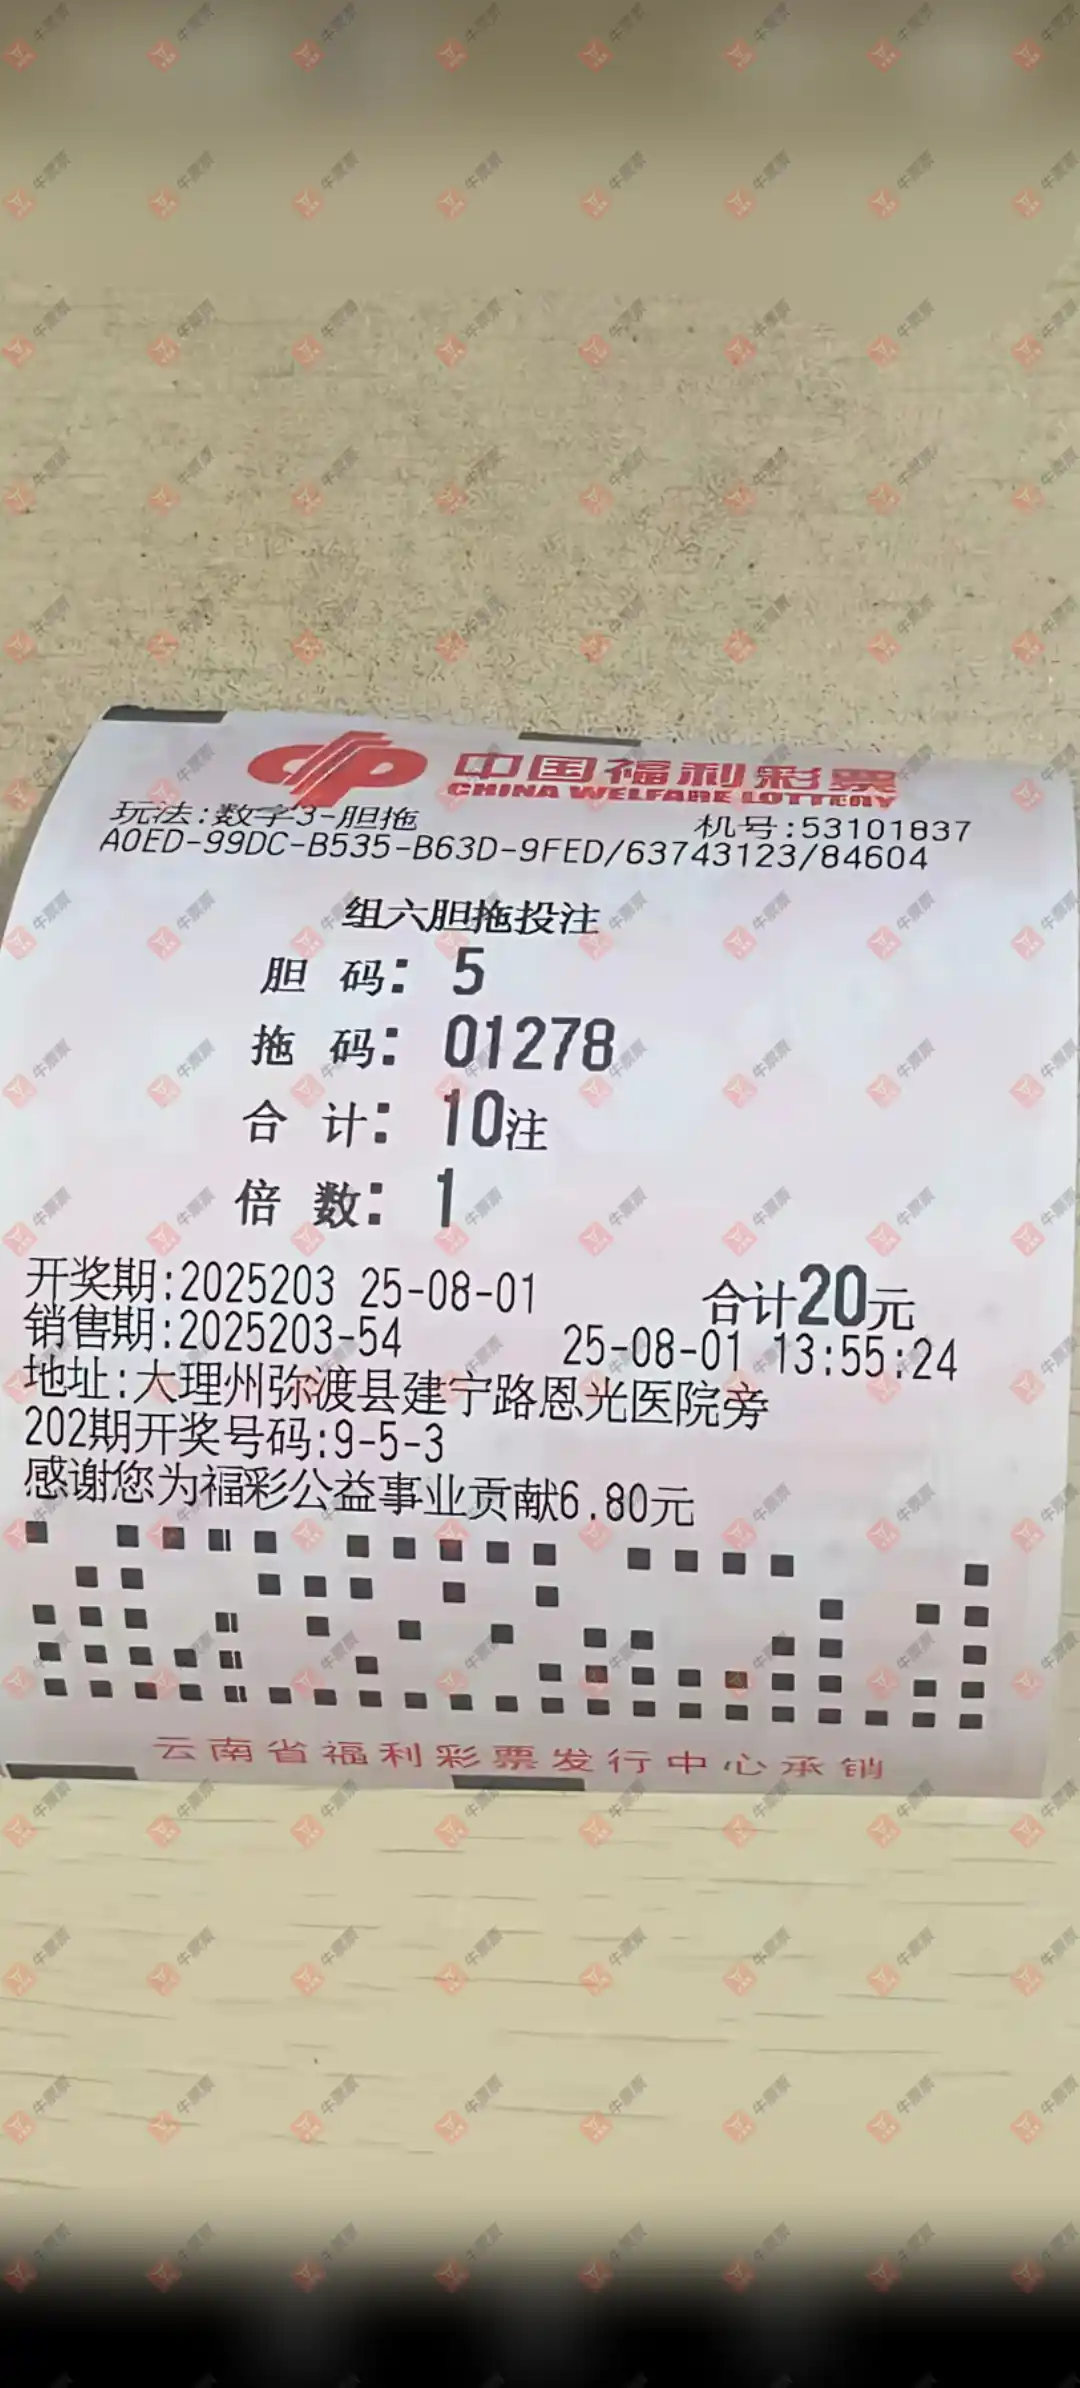 中国福利彩票
CHINA WELFARE LOTTERY
玩法:数字3-胆拖 机号:53101837
A0ED-99DC-B535-B63D-9FED/63743123/84604
组六胆拖投注
胆 码: 5
拖 码: 01278
合 计: 10注
倍 数: 1
开奖期:2025203 25-08-01 合计20元
销售期:2025203-54 25-08-01 13:55:24
地址:大理州弥渡县建宁路恩光医院旁
202期开奖号码:9-5-3
感谢您为福彩公益事业贡献6.80元
云南省福利彩票发行中心承销
牛票票